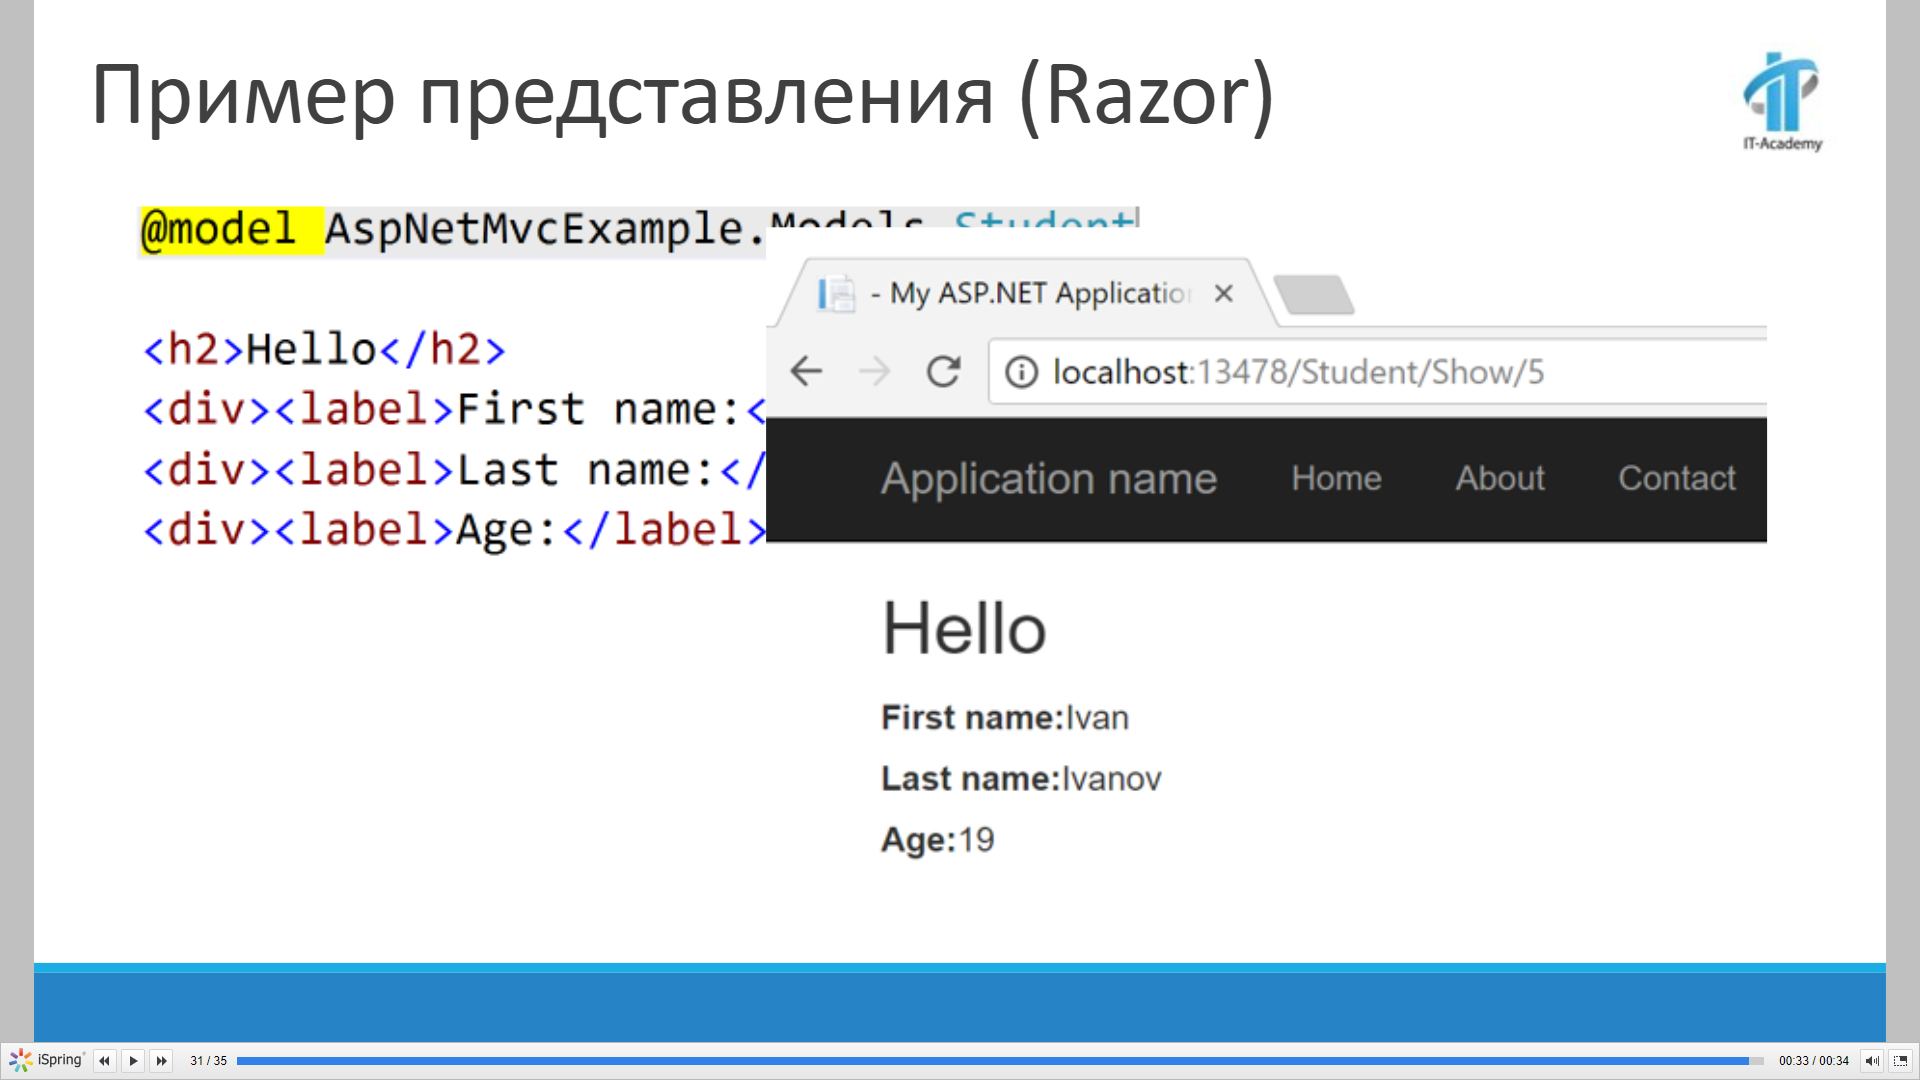 Пример представления (Razor)
IT-Academy
@model AspNetMvcExample.Models.Student
<h2>Hello</h2>
<div><label>First name:<
<div><label>Last name:</
<div><label>Age:</label>
- My ASP.NET Application
localhost:13478/Student/Show/5
Application name Home About Contact
Hello
First name:Ivan
Last name:Ivanov
Age:19
iSpring 31 / 35 00:33 / 00:34